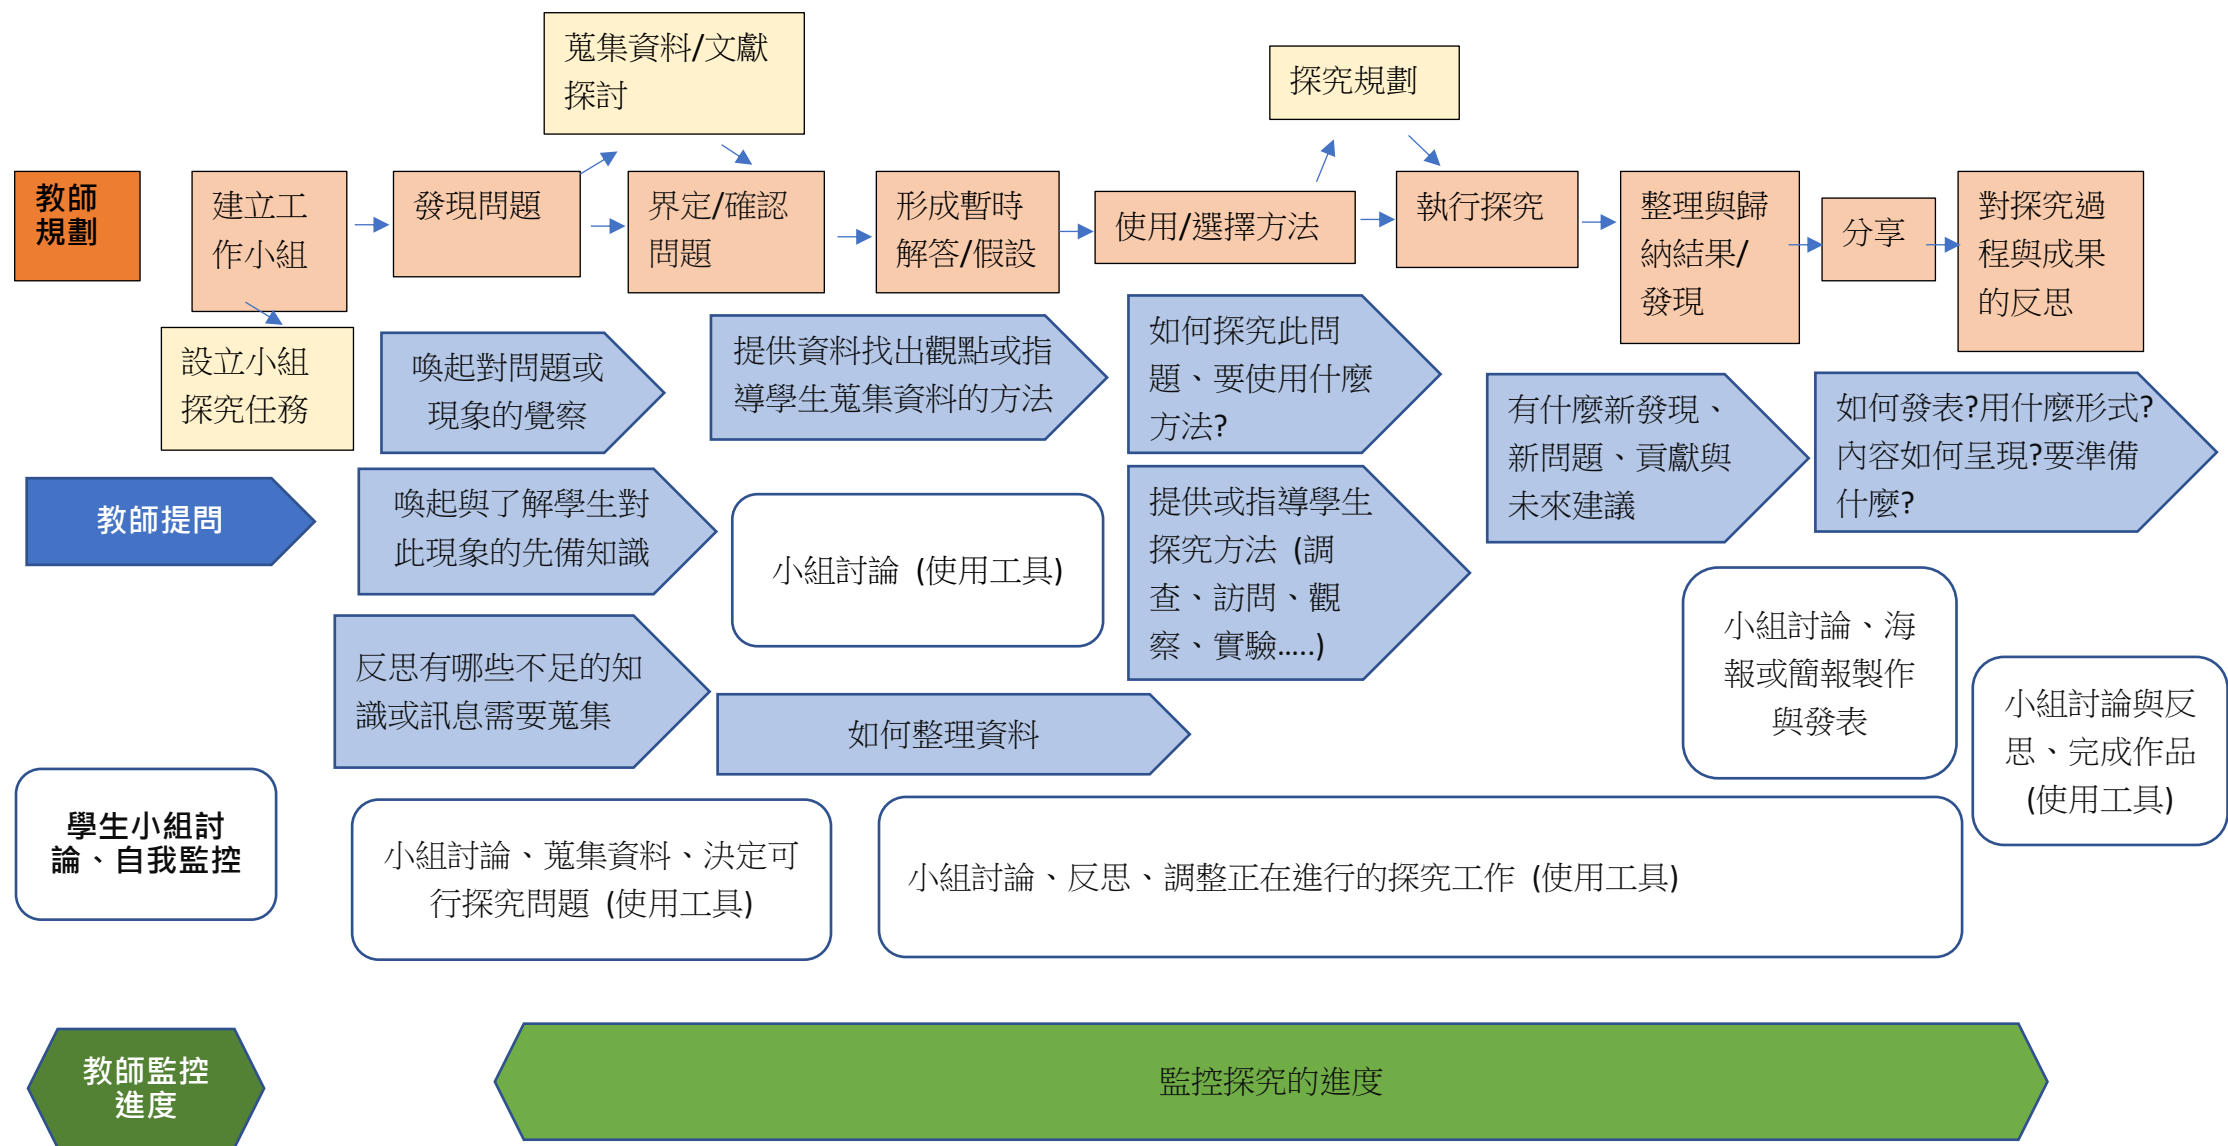 蒐集資料/文獻
探討
探究規劃
教師
規劃
建立工
作小組
發現問題
界定/確認
問題
形成暫時
解答/假設
使用/選擇方法
執行探究
整理與歸
納結果/
發現
分享
對探究過
程與成果
的反思
設立小組
探究任務
喚起對問題或
現象的覺察
提供資料找出觀點或指
導學生蒐集資料的方法
如何探究此問
題、要使用什麼
方法?
有什麼新發現、
新問題、貢獻與
未來建議
如何發表?用什麼形式?
內容如何呈現?要準備
什麼?
教師提問
喚起與了解學生對
此現象的先備知識
小組討論 (使用工具)
提供或指導學生
探究方法 (調
查、訪問、觀
察、實驗.....)
反思有哪些不足的知
識或訊息需要蒐集
如何整理資料
小組討論、海
報或簡報製作
與發表
小組討論與反
思、完成作品
(使用工具)
學生小組討
論、自我監控
小組討論、蒐集資料、決定可
行探究問題 (使用工具)
小組討論、反思、調整正在進行的探究工作 (使用工具)
教師監控
進度
監控探究的進度